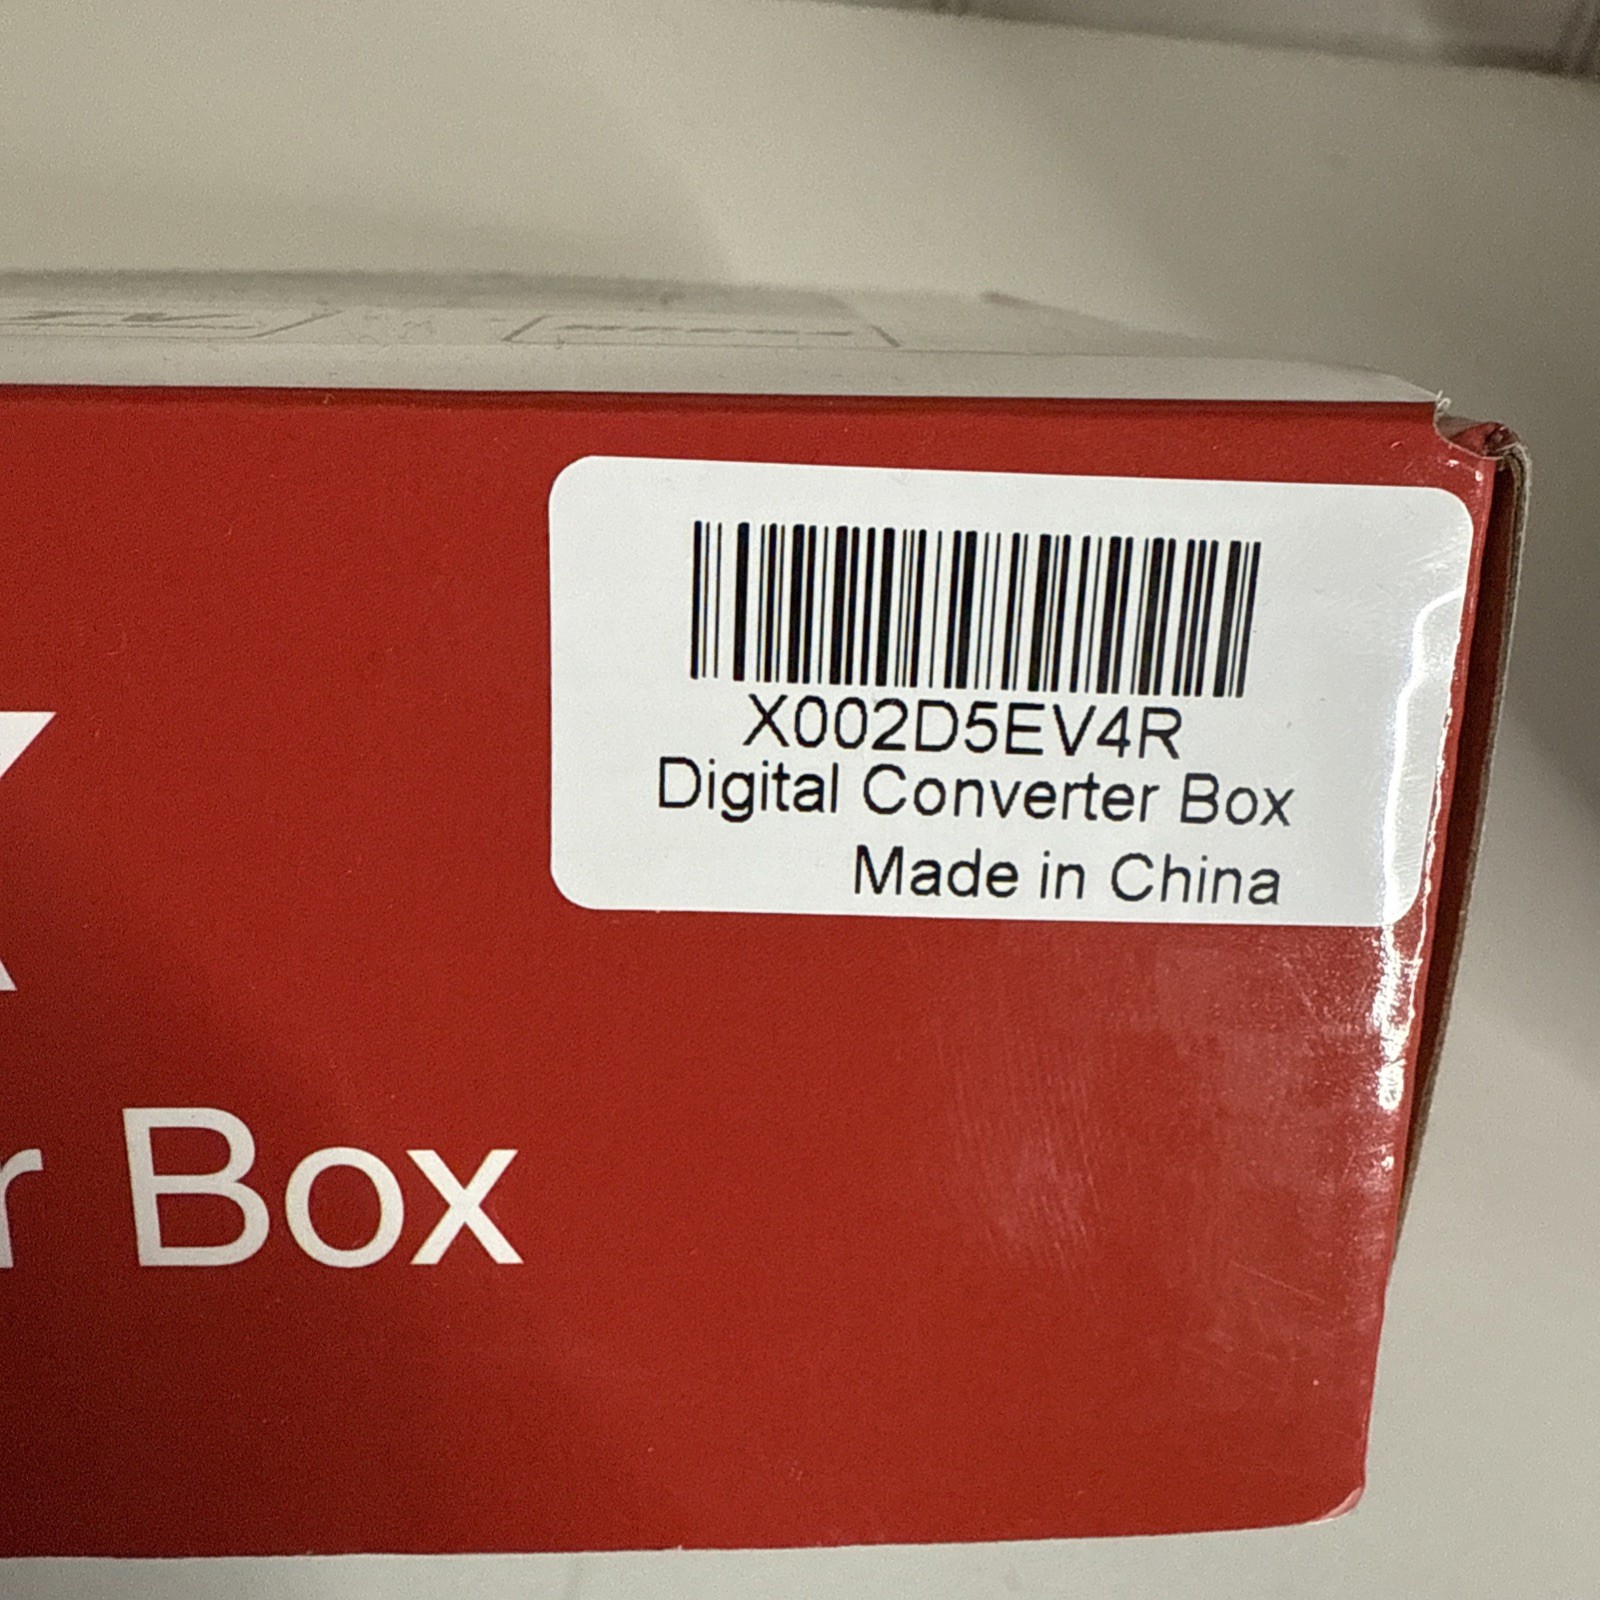 X002D5EV4R
Digital Converter Box
Made in China
r Box